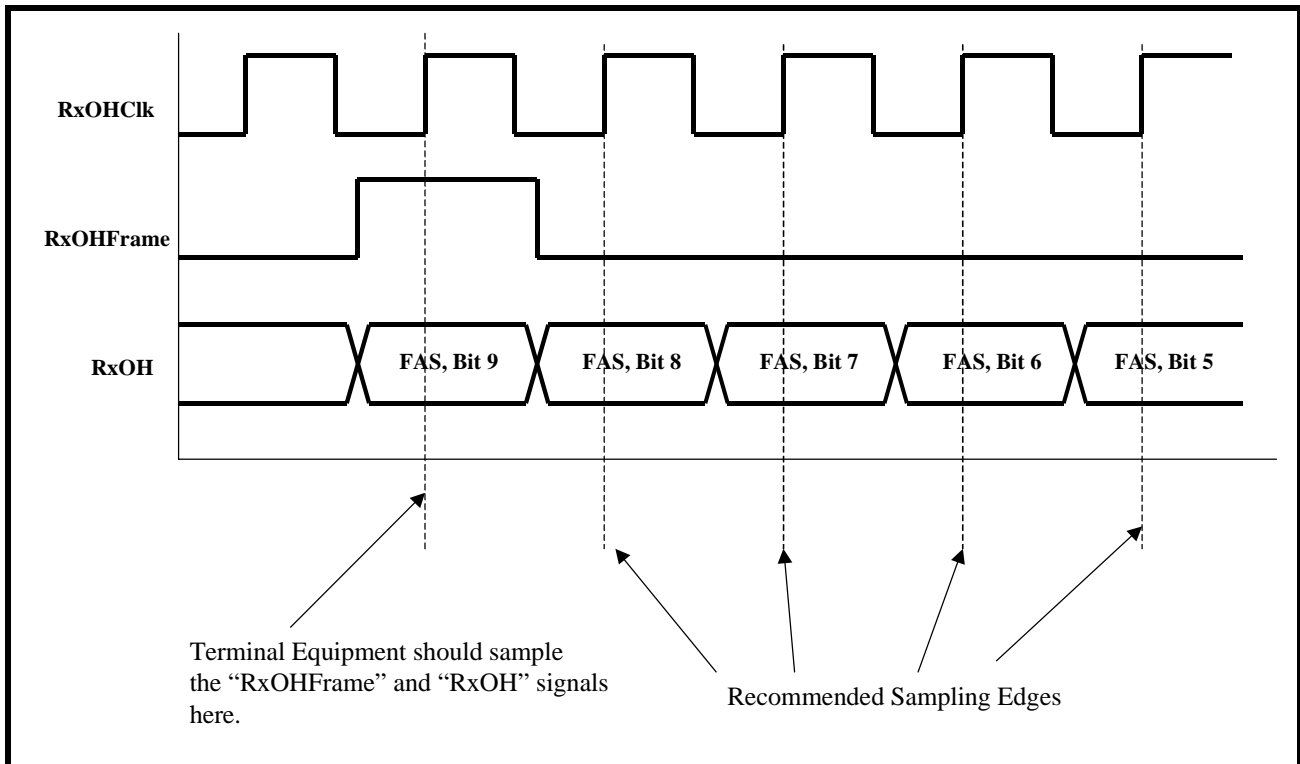 RxOHClk
RxOHFrame
RxOH
FAS, Bit 9
FAS, Bit 8
FAS, Bit 7
FAS, Bit 6
FAS, Bit 5
Terminal Equipment should sample
the “RxOHFrame” and “RxOH” signals
here.
Recommended Sampling Edges